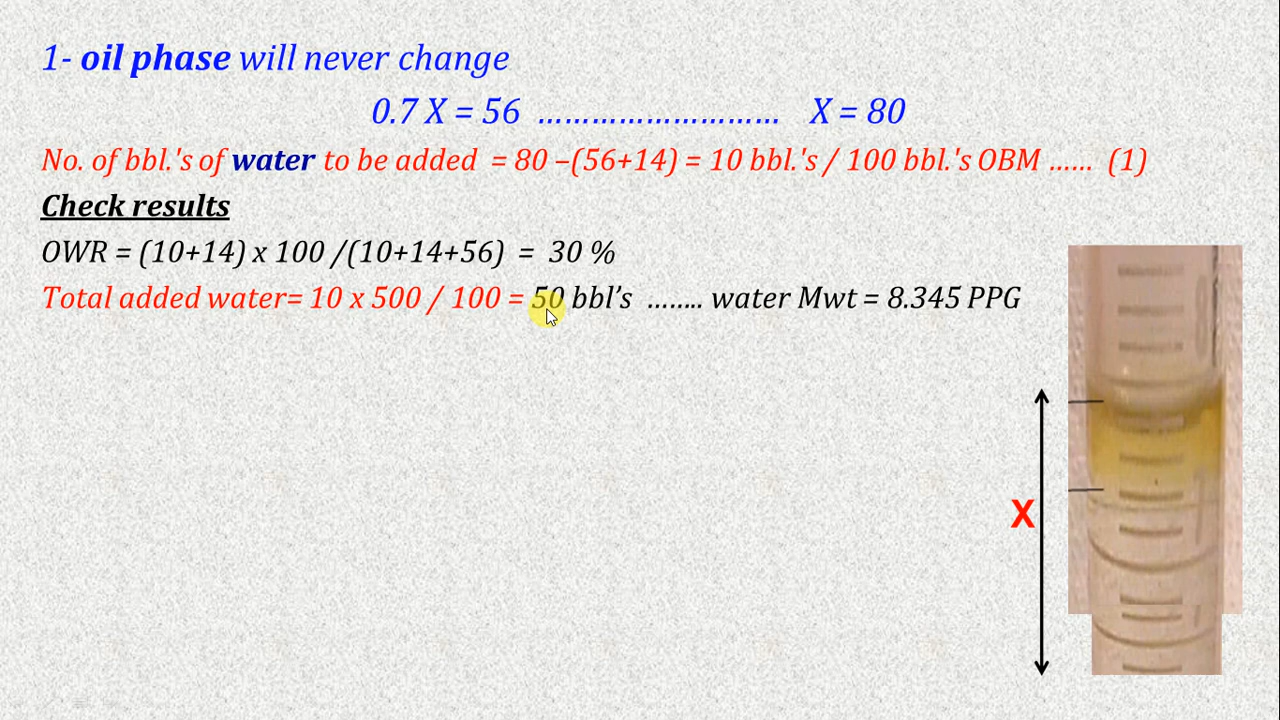 1- oil phase will never change
0.7 X = 56 ........................ X = 80
No. of bbl.'s of water to be added = 80 –(56+14) = 10 bbl.'s / 100 bbl.'s OBM ...... (1)
Check results
OWR = (10+14) x 100 /(10+14+56) = 30 %
Total added water= 10 x 500 / 100 = 50 bbl’s ........ water Mwt = 8.345 PPG
X